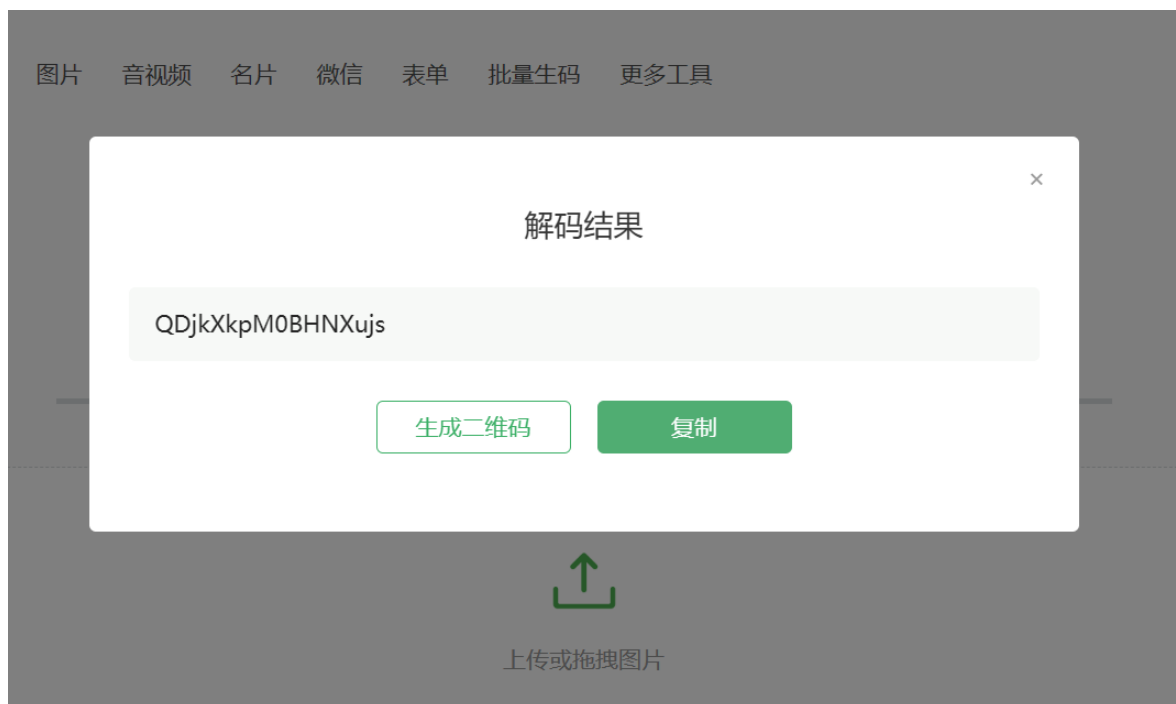 图片 音视频 名片 微信 表单 批量生码 更多工具
×
解码结果
QDjkXkpM0BHNXujs
生成二维码 复制
上传或拖拽图片